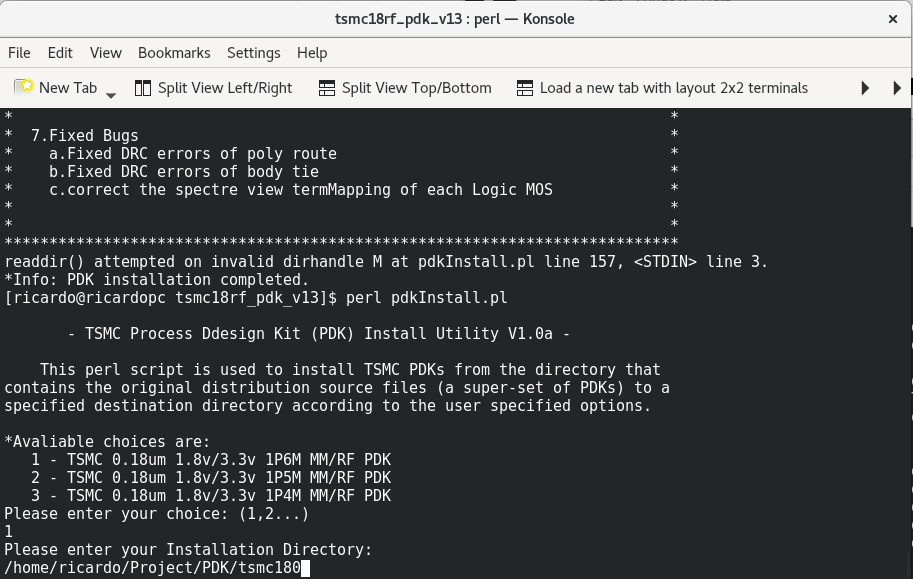 tsmc18rf_pdk_v13 : perl — Konsole
File Edit View Bookmarks Settings Help
New Tab Split View Left/Right Split View Top/Bottom Load a new tab with layout 2x2 terminals
* *
* 7.Fixed Bugs *
* a.Fixed DRC errors of poly route *
* b.Fixed DRC errors of body tie *
* c.correct the spectre view termMapping of each Logic MOS *
* *
* *
***************************************************************************
readdir() attempted on invalid dirhandle M at pdkInstall.pl line 157, <STDIN> line 3.
*Info: PDK installation completed.
[ricardo@ricardopc tsmc18rf_pdk_v13]$ perl pdkInstall.pl
- TSMC Process Ddesign Kit (PDK) Install Utility V1.0a -
This perl script is used to install TSMC PDKs from the directory that
contains the original distribution source files (a super-set of PDKs) to a
specified destination directory according to the user specified options.
*Avaliable choices are:
1 - TSMC 0.18um 1.8v/3.3v 1P6M MM/RF PDK
2 - TSMC 0.18um 1.8v/3.3v 1P5M MM/RF PDK
3 - TSMC 0.18um 1.8v/3.3v 1P4M MM/RF PDK
Please enter your choice: (1,2...)
1
Please enter your Installation Directory:
/home/ricardo/Project/PDK/tsmc180